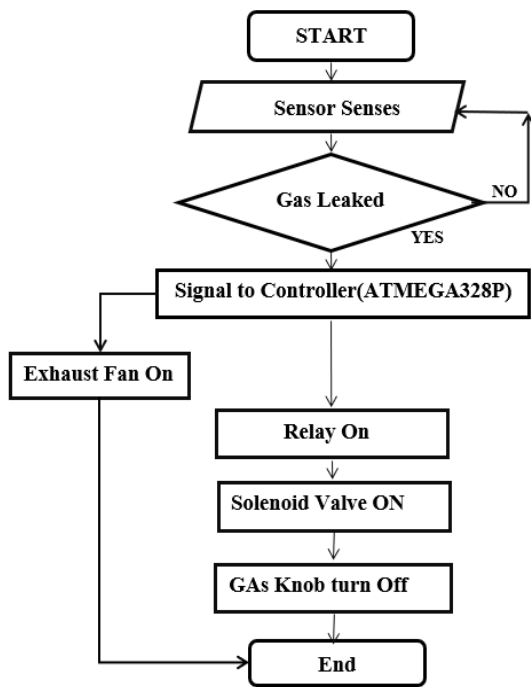 START
Sensor Senses
Gas Leaked
NO
YES
Signal to Controller(ATMEGA328P)
Exhaust Fan On
Relay On
Solenoid Valve ON
GAs Knob turn Off
End